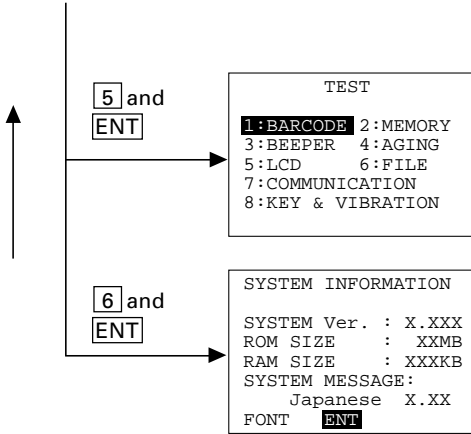 5 and
ENT
TEST
1:BARCODE 2:MEMORY
3:BEEPER 4:AGING
5:LCD 6:FILE
7:COMMUNICATION
8:KEY & VIBRATION
6 and
ENT
SYSTEM INFORMATION
SYSTEM Ver. : X.XXX
ROM SIZE : XXMB
RAM SIZE : XXXKB
SYSTEM MESSAGE:
Japanese X.XX
FONT ENT